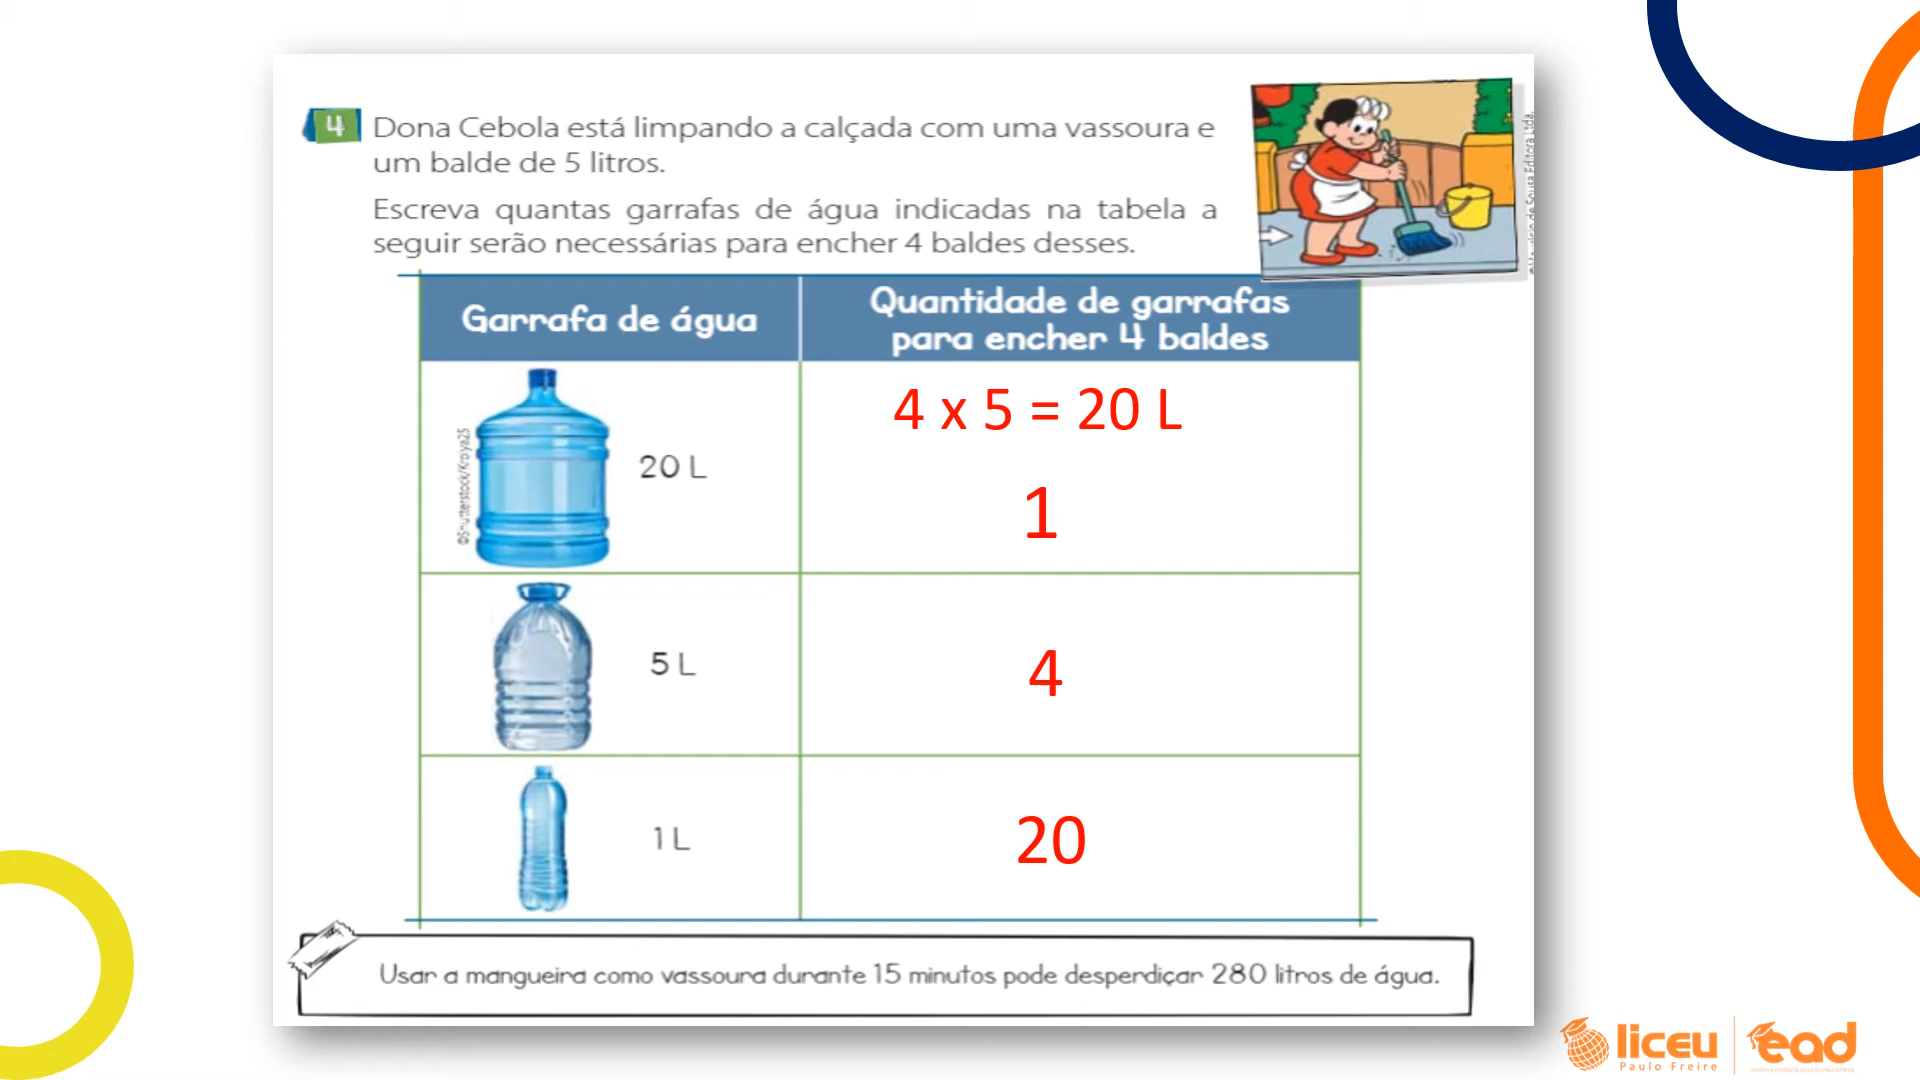 4 Dona Cebola está limpando a calçada com uma vassoura e
um balde de 5 litros.
Escreva quantas garrafas de água indicadas na tabela a
seguir serão necessárias para encher 4 baldes desses.
Garrafa de água
Quantidade de garrafas
para encher 4 baldes
20 L
4 x 5 = 20 L
1
5 L
4
1 L
20
Usar a mangueira como vassoura durante 15 minutos pode desperdiçar 280 litros de água.
liceu
Paulo Freire
ead